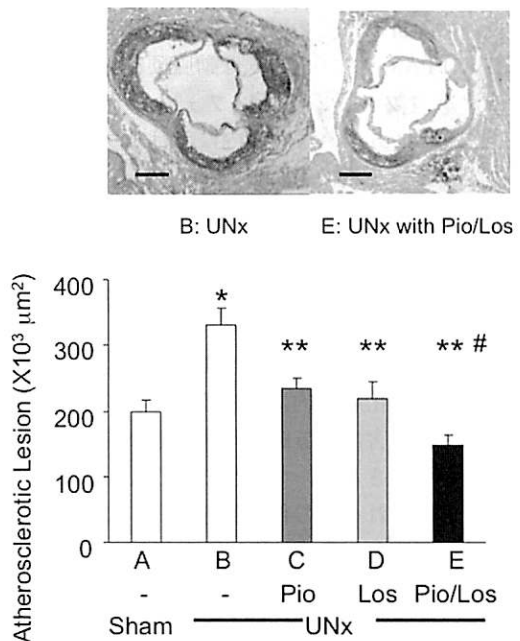 B: UNx E: UNx with Pio/Los
Atherosclerotic Lesion (X10³ μm²)
400
300
200
100
0
*
** ** ** #
A B C D E
- - Pio Los Pio/Los
Sham UNx